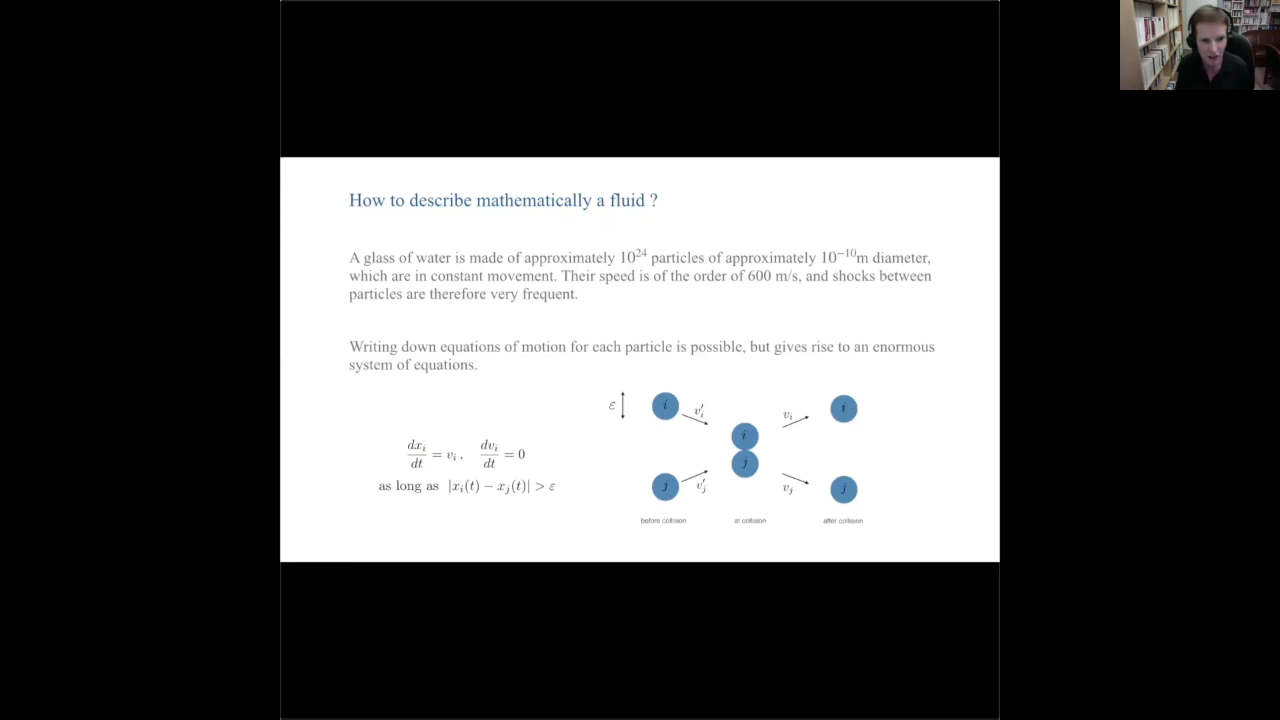 How to describe mathematically a fluid ?
A glass of water is made of approximately 10²⁴ particles of approximately 10⁻¹⁰m diameter,
which are in constant movement. Their speed is of the order of 600 m/s, and shocks between
particles are therefore very frequent.
Writing down equations of motion for each particle is possible, but gives rise to an enormous
system of equations.
dxᵢ/dt = vᵢ , dvᵢ/dt = 0
as long as |xᵢ(t) − xⱼ(t)| > ε
ε i v′ᵢ vᵢ i
i
j
j v′ⱼ vⱼ j
before collision at collision after collision